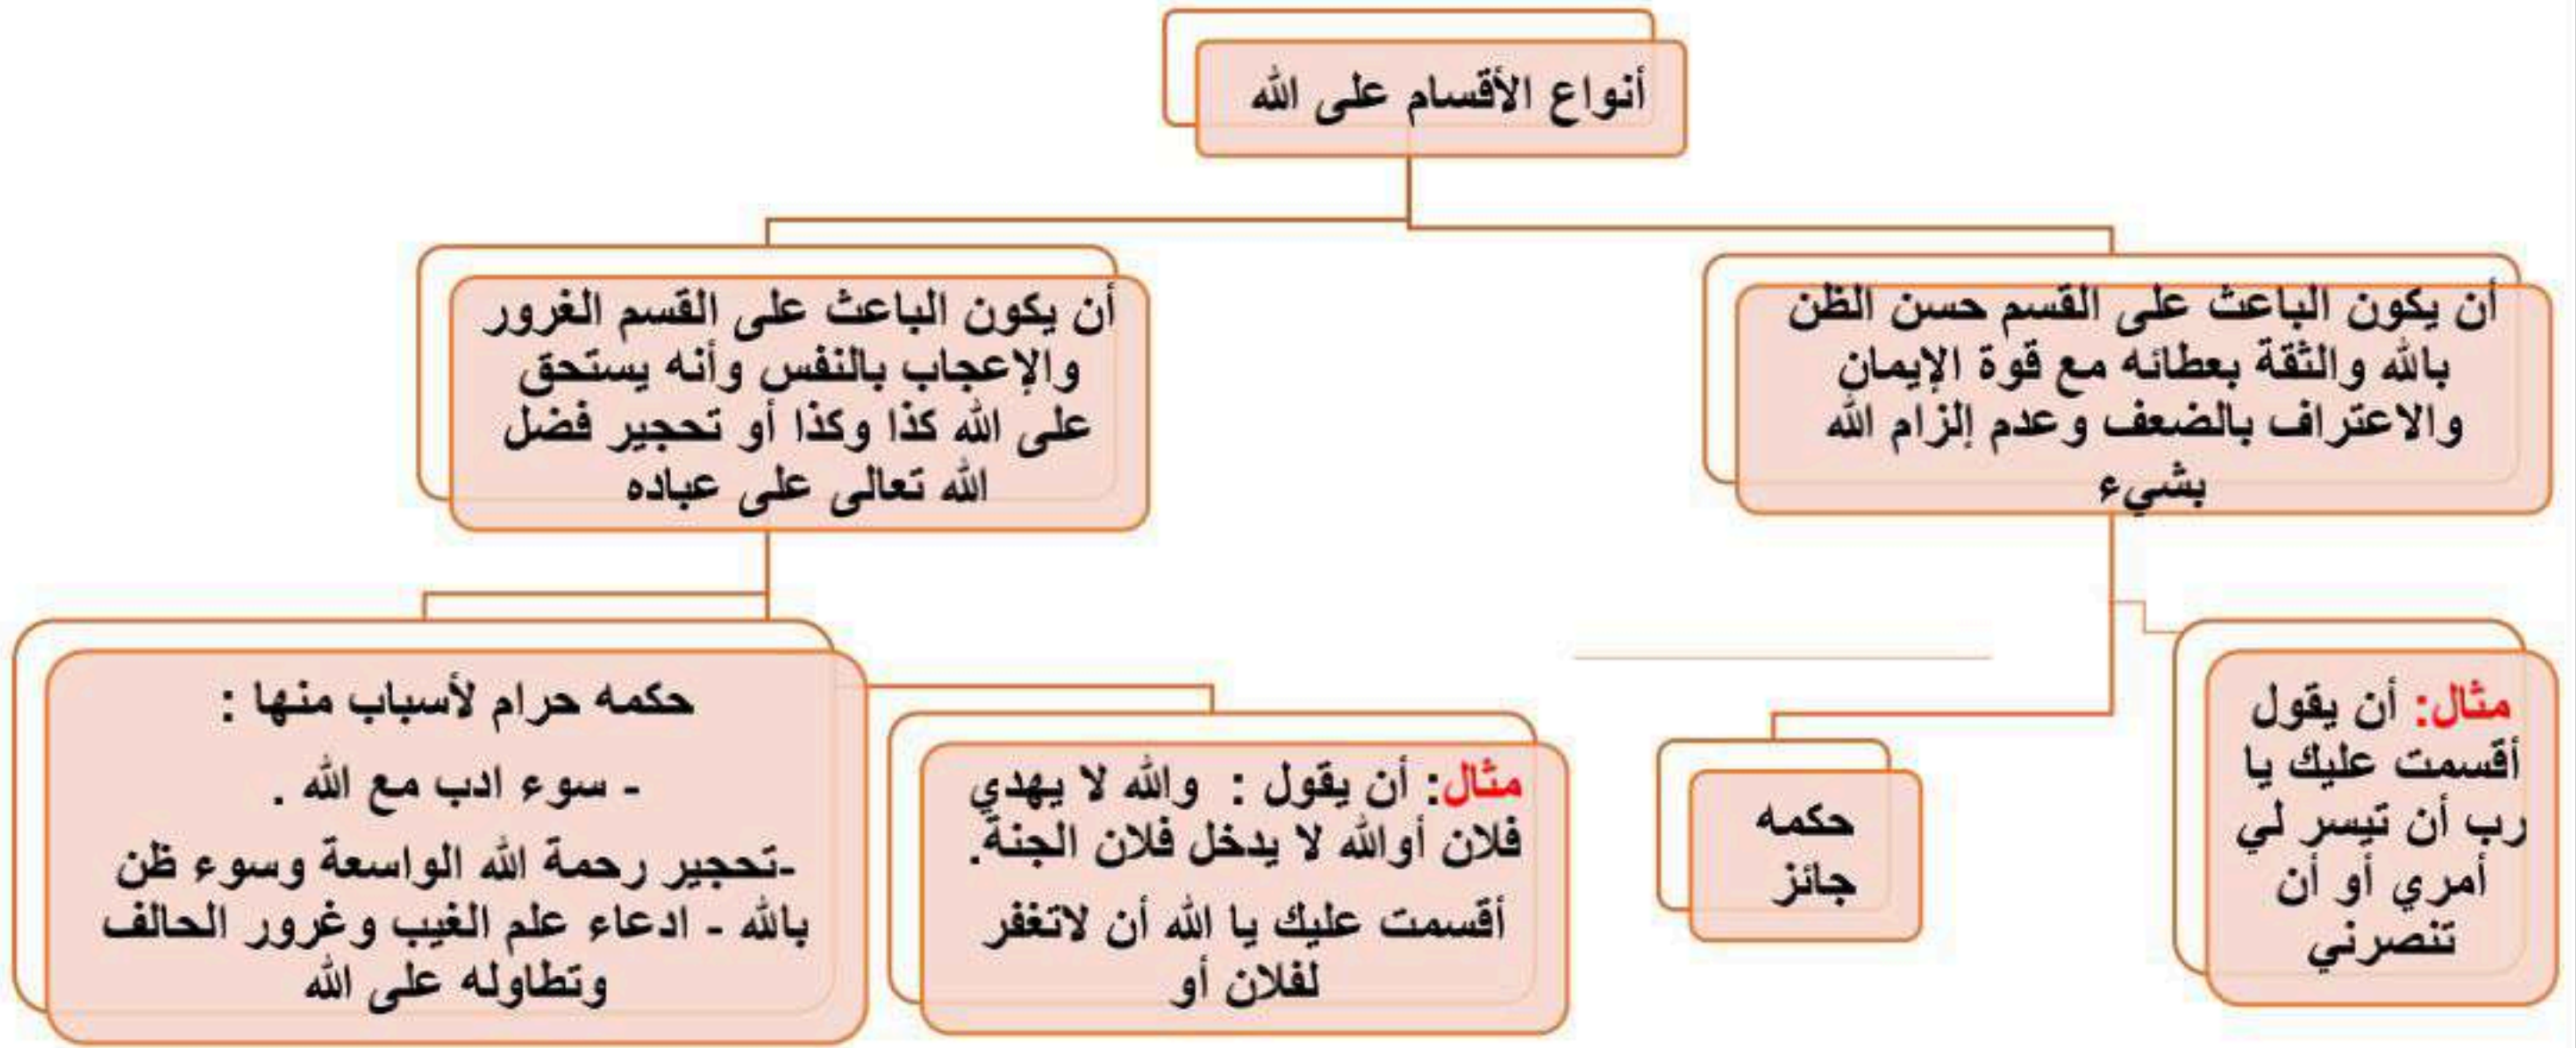 أنواع الأقسام على الله
أن يكون الباعث على القسم حسن الظن
بالله والثقة بعطائه مع قوة الإيمان
والاعتراف بالضعف وعدم إلزام الله
بشيء
مثال: أن يقول
أقسمت عليك يا
رب أن تيسر لي
أمري أو أن
تنصرني
حكمه
جائز
أن يكون الباعث على القسم الغرور
والإعجاب بالنفس وأنه يستحق
على الله كذا وكذا أو تحجير فضل
الله تعالى على عباده
مثال: أن يقول : والله لا يهدي
فلان أوالله لا يدخل فلان الجنة.
أقسمت عليك يا الله أن لاتغفر
لفلان أو
حكمه حرام لأسباب منها :
- سوء ادب مع الله .
-تحجير رحمة الله الواسعة وسوء ظن
بالله - ادعاء علم الغيب وغرور الحالف
وتطاوله على الله